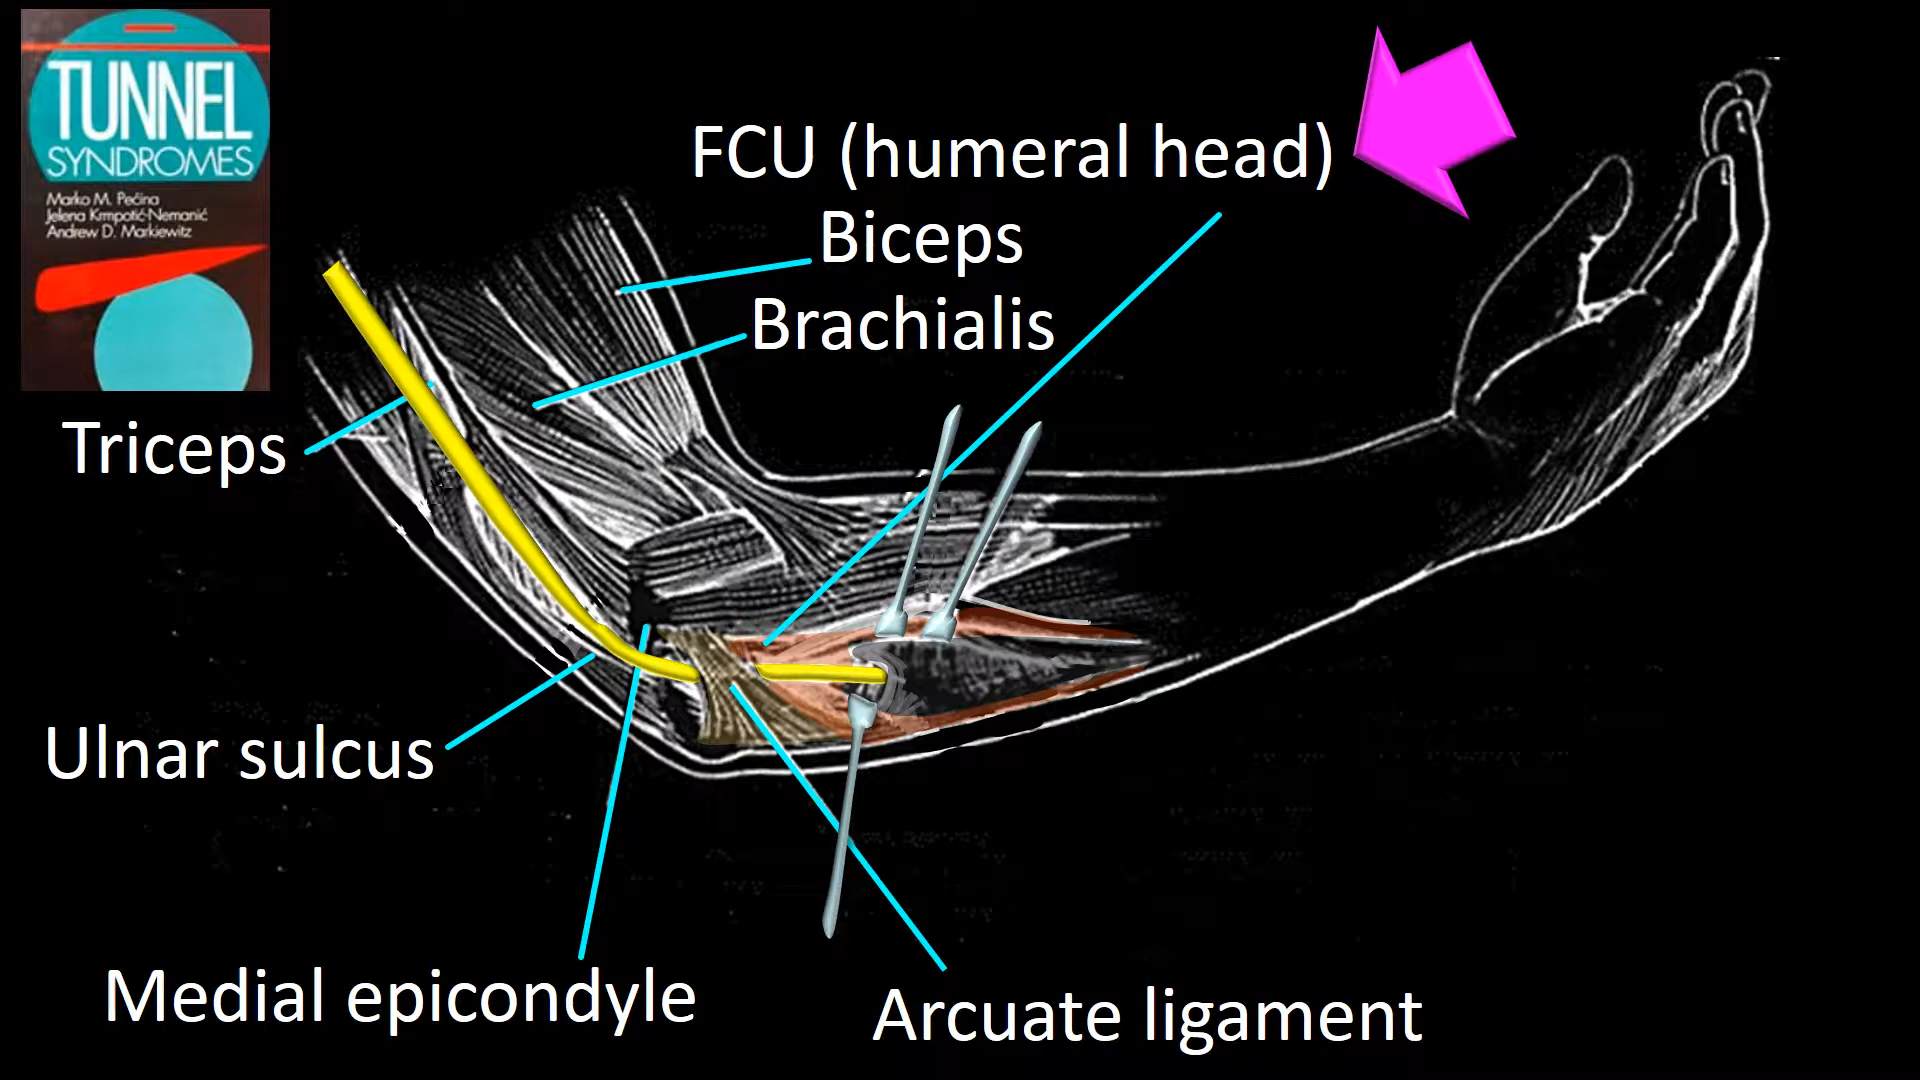 TUNNEL
SYNDROMES
Marko M. Pećina
Jelena Krmpotić-Nemanić
Andrew D. Markiewitz
FCU (humeral head)
Biceps
Brachialis
Triceps
Ulnar sulcus
Medial epicondyle
Arcuate ligament